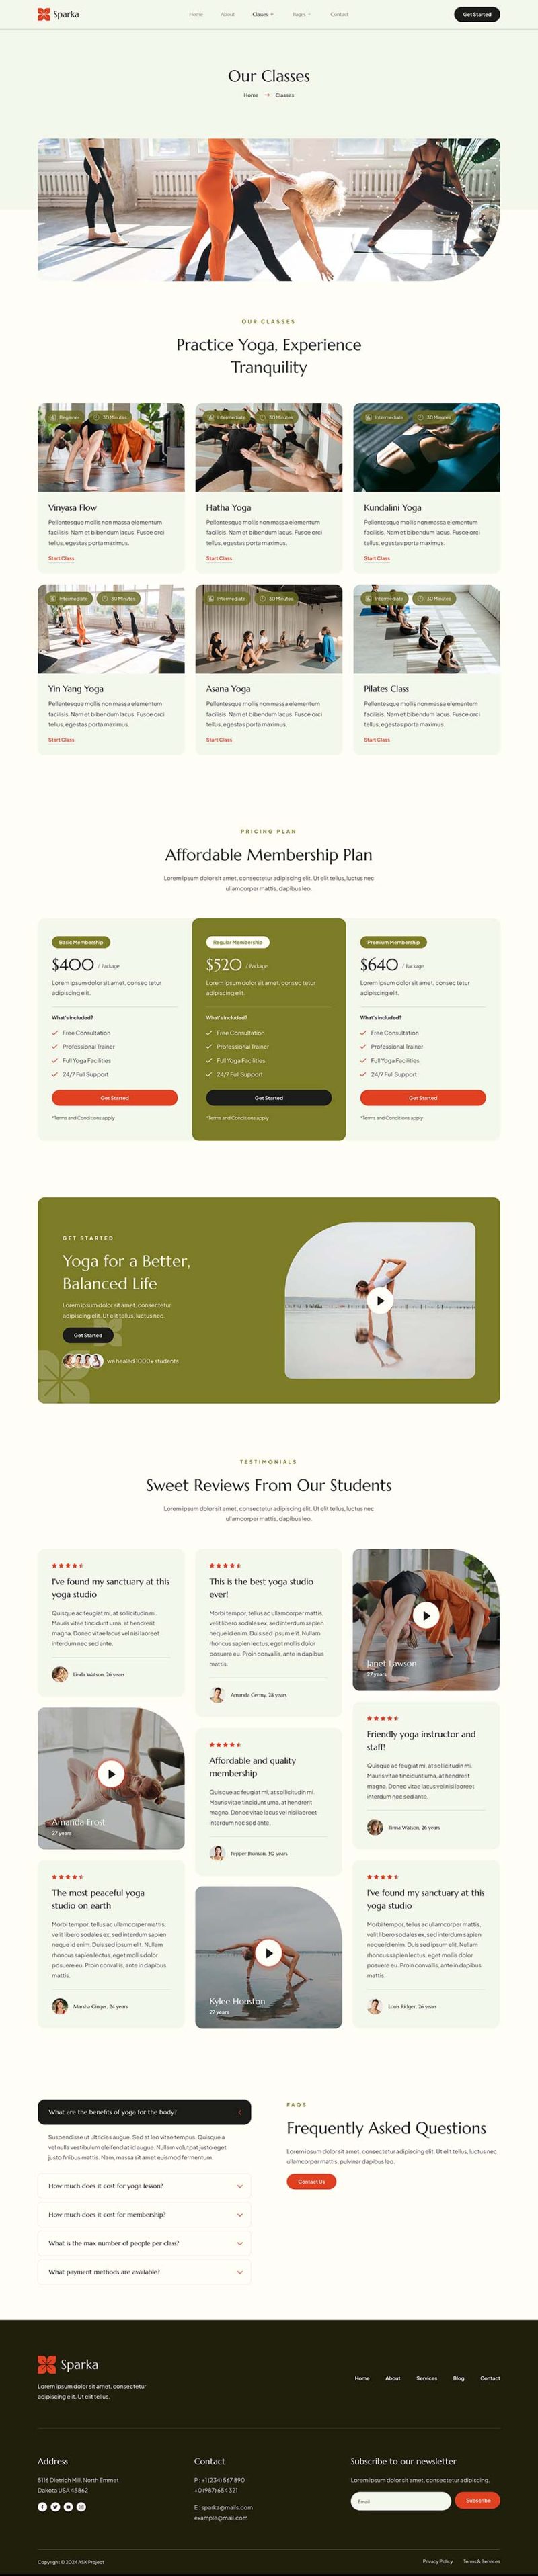 Sparka
Home About Classes Pages Contact
Get Started
Our Classes
Home → Classes
OUR CLASSES
Practice Yoga, Experience
Tranquility
Beginner 30 Minutes
Intermediate 30 Minutes
Intermediate 30 Minutes
Vinyasa Flow
Pellentesque mollis non massa elementum
facilisis. Nam et bibendum lacus. Fusce orci
tellus, egestas porta maximus.
Start Class
Hatha Yoga
Pellentesque mollis non massa elementum
facilisis. Nam et bibendum lacus. Fusce orci
tellus, egestas porta maximus.
Start Class
Kundalini Yoga
Pellentesque mollis non massa elementum
facilisis. Nam et bibendum lacus. Fusce orci
tellus, egestas porta maximus.
Start Class
Intermediate 30 Minutes
Intermediate 30 Minutes
Intermediate 30 Minutes
Yin Yang Yoga
Pellentesque mollis non massa elementum
facilisis. Nam et bibendum lacus. Fusce orci
tellus, egestas porta maximus.
Start Class
Asana Yoga
Pellentesque mollis non massa elementum
facilisis. Nam et bibendum lacus. Fusce orci
tellus, egestas porta maximus.
Start Class
Pilates Class
Pellentesque mollis non massa elementum
facilisis. Nam et bibendum lacus. Fusce orci
tellus, egestas porta maximus.
Start Class
PRICING PLAN
Affordable Membership Plan
Lorem ipsum dolor sit amet, consectetur adipiscing elit. Ut elit tellus, luctus nec
ullamcorper mattis, dapibus leo.
Basic Membership
$400 / Package
Lorem ipsum dolor sit amet, consec tetur
adipiscing elit.
What's included?
Free Consultation
Professional Trainer
Full Yoga Facilities
24/7 Full Support
Get Started
*Terms and Conditions apply
Regular Membership
$520 / Package
Lorem ipsum dolor sit amet, consec tetur
adipiscing elit.
What's included?
Free Consultation
Professional Trainer
Full Yoga Facilities
24/7 Full Support
Get Started
*Terms and Conditions apply
Premium Membership
$640 / Package
Lorem ipsum dolor sit amet, consec tetur
adipiscing elit.
What's included?
Free Consultation
Professional Trainer
Full Yoga Facilities
24/7 Full Support
Get Started
*Terms and Conditions apply
GET STARTED
Yoga for a Better,
Balanced Life
Lorem ipsum dolor sit amet, consectetur
adipiscing elit. Ut elit tellus, luctus nec
Get Started
we healed 1000+ students
TESTIMONIALS
Sweet Reviews From Our Students
Lorem ipsum dolor sit amet, consectetur adipiscing elit. Ut elit tellus, luctus nec
ullamcorper mattis, dapibus leo.
I've found my sanctuary at this
yoga studio
Quisque ac feugiat mi, at sollicitudin mi.
Mauris vitae tincidunt urna, at hendrerit
magna. Donec vitae lacus vel nisi laoreet
interdum nec sed ante.
Linda Watson, 26 years
Amanda Frost
27 years
The most peaceful yoga
studio on earth
Morbi tempor, tellus ac ullamcorper mattis,
velit libero sodales ex, sed interdum sapien
neque id enim. Duis sed ipsum elit. Nullam
rhoncus sapien lectus, eget mollis dolor
posuere eu. Proin convallis, ante in dapibus
mattis.
Marsha Ginger, 24 years
This is the best yoga studio
ever!
Morbi tempor, tellus ac ullamcorper mattis,
velit libero sodales ex, sed interdum sapien
neque id enim. Duis sed ipsum elit. Nullam
rhoncus sapien lectus, eget mollis dolor
posuere eu. Proin convallis, ante in dapibus
mattis.
Amanda Cermy, 28 years
Affordable and quality
membership
Quisque ac feugiat mi, at sollicitudin mi.
Mauris vitae tincidunt urna, at hendrerit
magna. Donec vitae lacus vel nisi laoreet
interdum nec sed ante.
Pepper Jhonson, 30 years
Kylee Houston
27 years
Janet Lawson
37 years
Friendly yoga instructor and
staff!
Quisque ac feugiat mi, at sollicitudin mi.
Mauris vitae tincidunt urna, at hendrerit
magna. Donec vitae lacus vel nisi laoreet
interdum nec sed ante.
Tinna Watson, 26 years
I've found my sanctuary at this
yoga studio
Morbi tempor, tellus ac ullamcorper mattis,
velit libero sodales ex, sed interdum sapien
neque id enim. Duis sed ipsum elit. Nullam
rhoncus sapien lectus, eget mollis dolor
posuere eu. Proin convallis, ante in dapibus
mattis.
Louis Ridger, 26 years
What are the benefits of yoga for the body?
Suspendisse ut ultricies augue. Sed at leo vitae tempus. Quisque a
vel nulla vestibulum eleifend at id augue. Nullam volutpat justo eget
justo finibus mattis. Nam, massa sit amet euismod fermentum.
How much does it cost for yoga lesson?
How much does it cost for membership?
What is the max number of people per class?
What payment methods are available?
FAQS
Frequently Asked Questions
Lorem ipsum dolor sit amet, consectetur adipiscing elit. Ut elit tellus, luctus nec
ullamcorper mattis, pulvinar dapibus leo.
Contact Us
Sparka
Lorem ipsum dolor sit amet, consectetur
adipiscing elit. Ut elit tellus.
Home About Services Blog Contact
Address
5116 Dietrich Mill, North Emmet
Dakota USA 45862
Contact
P : +1 (234) 567 890
+0 (987) 654 321
E : sparka@mails.com
example@mail.com
Subscribe to our newsletter
Lorem ipsum dolor sit amet, consectetur adipiscing.
Email
Subscribe
Copyright © 2024 ASK Project
Privacy Policy Terms & Services